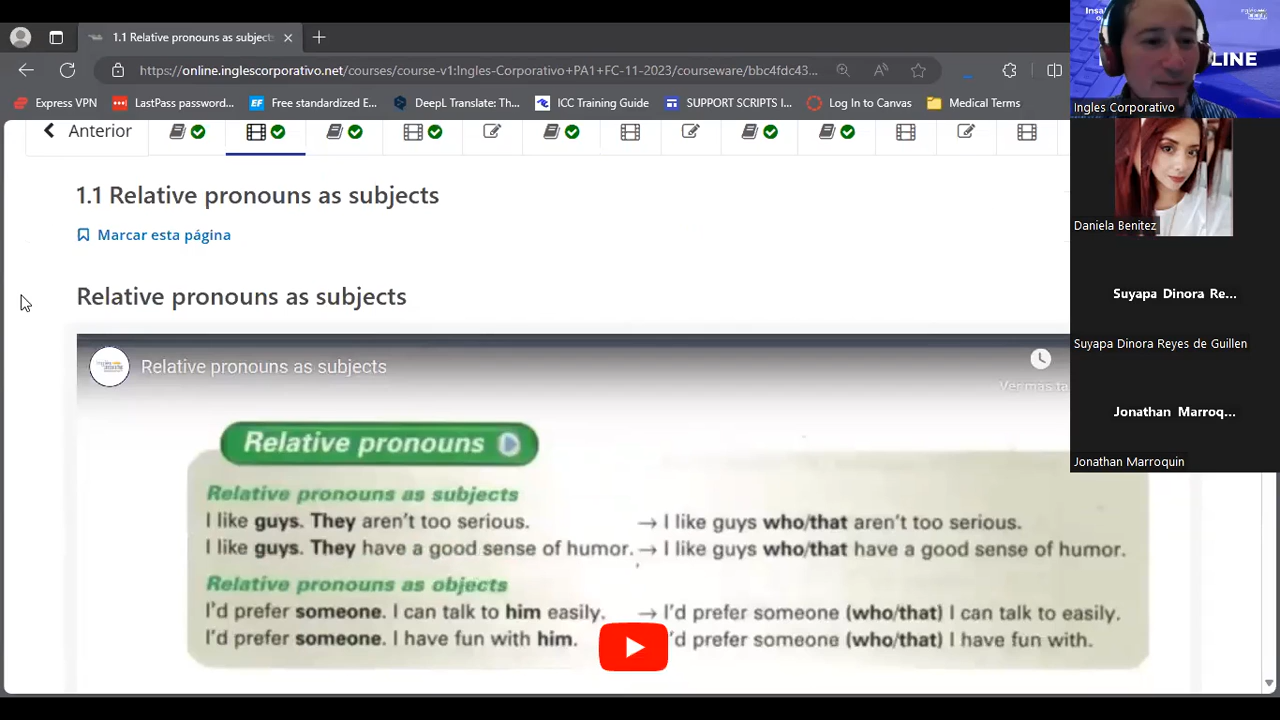 1.1 Relative pronouns as subjects
https://online.inglescorporativo.net/courses/course-v1:Ingles-Corporativo+PA1+FC-11-2023/courseware/bbc4fdc43...
Express VPN
LastPass password...
Free standardized E...
DeepL Translate: Th...
ICC Training Guide
SUPPORT SCRIPTS I...
Log In to Canvas
Medical Terms
Anterior
1.1 Relative pronouns as subjects
Marcar esta página
Relative pronouns as subjects
Relative pronouns as subjects
Relative pronouns
Relative pronouns as subjects
I like guys. They aren't too serious. → I like guys who/that aren't too serious.
I like guys. They have a good sense of humor. → I like guys who/that have a good sense of humor.
Relative pronouns as objects
I'd prefer someone. I can talk to him easily. → I'd prefer someone (who/that) I can talk to easily.
I'd prefer someone. I have fun with him. 'd prefer someone (who/that) I have fun with.
LINE
Ingles Corporativo
Daniela Benitez
Suyapa Dinora Re...
Suyapa Dinora Reyes de Guillen
Jonathan Marroq...
Jonathan Marroquin